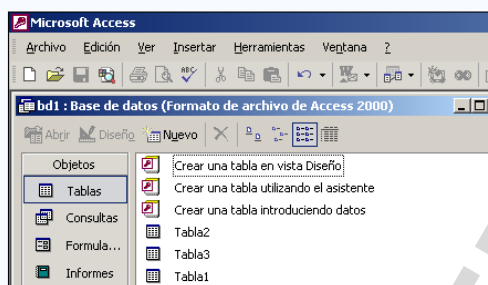 Microsoft Access
Archivo Edición Ver Insertar Herramientas Ventana ?
ABC
bd1 : Base de datos (Formato de archivo de Access 2000)
Abrir Diseño Nuevo
Objetos
Tablas
Consultas
Formula...
Informes
Crear una tabla en vista Diseño
Crear una tabla utilizando el asistente
Crear una tabla introduciendo datos
Tabla2
Tabla3
Tabla1